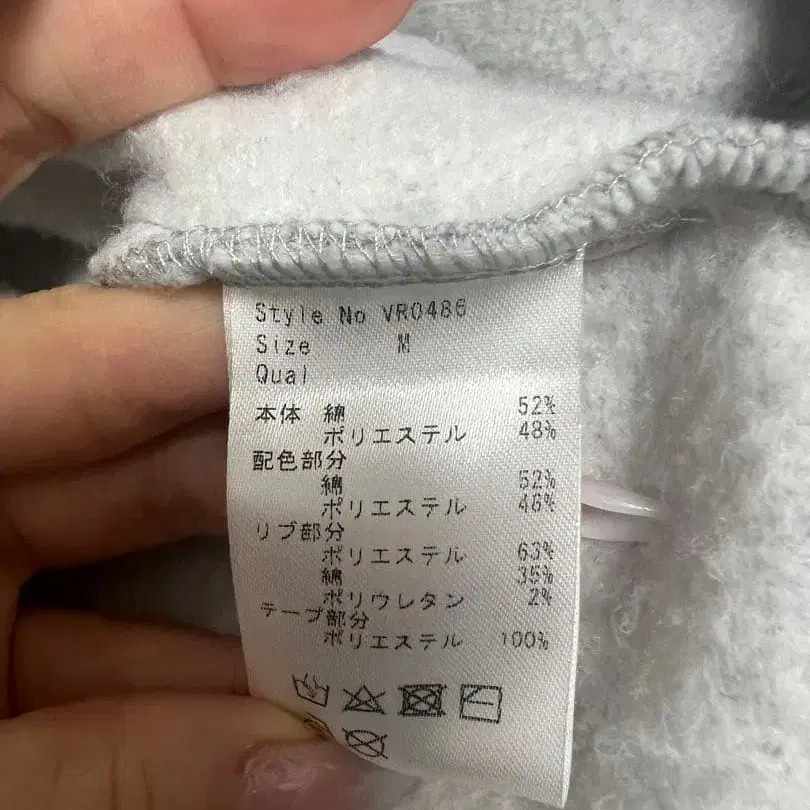 Style No VR0486
Size M
Qual
本体 綿 52%
ポリエステル 48%
配色部分
綿 52%
ポリエステル 48%
リブ部分
ポリエステル 63%
綿 35%
ポリウレタン 2%
テープ部分
ポリエステル 100%